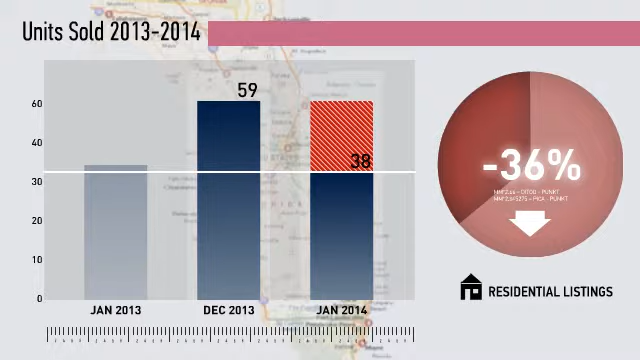 Units Sold 2013-2014
59
38
60
40
30
20
10
0
JAN 2013
DEC 2013
JAN 2014
-36%
RESIDENTIAL LISTINGS